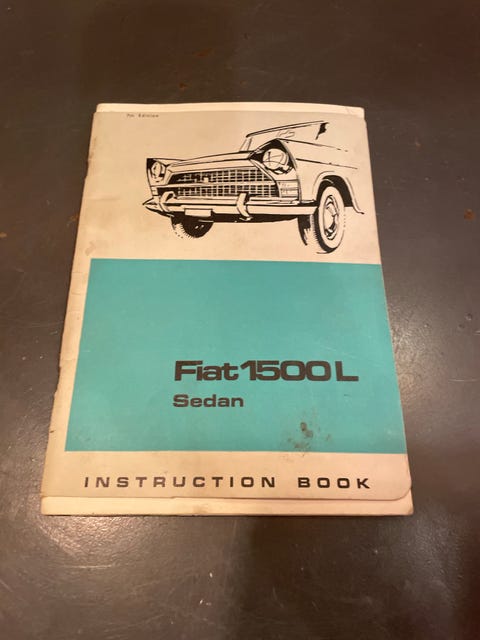 7th Edition
Fiat 1500 L
Sedan
INSTRUCTION BOOK